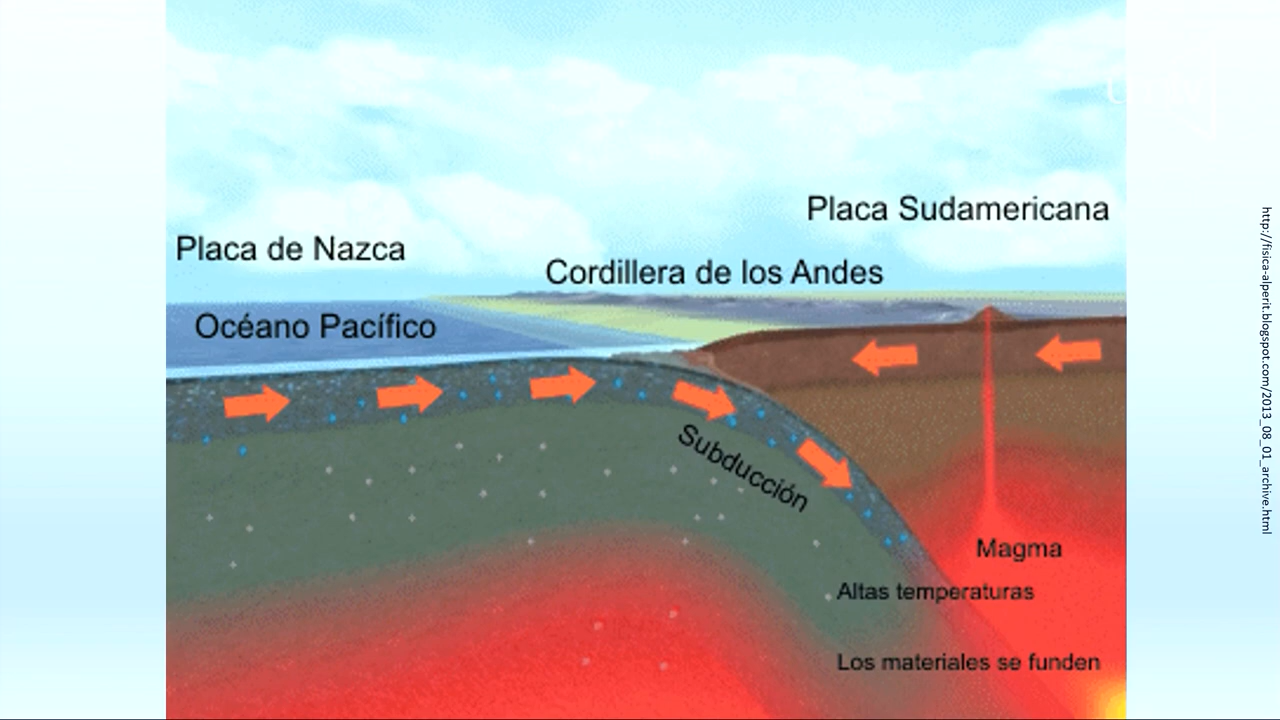 Placa Sudamericana
Placa de Nazca
Cordillera de los Andes
Océano Pacífico
Subducción
Magma
Altas temperaturas
Los materiales se funden
http://fisica-alperit.blogspot.com/2013_08_01_archive.html